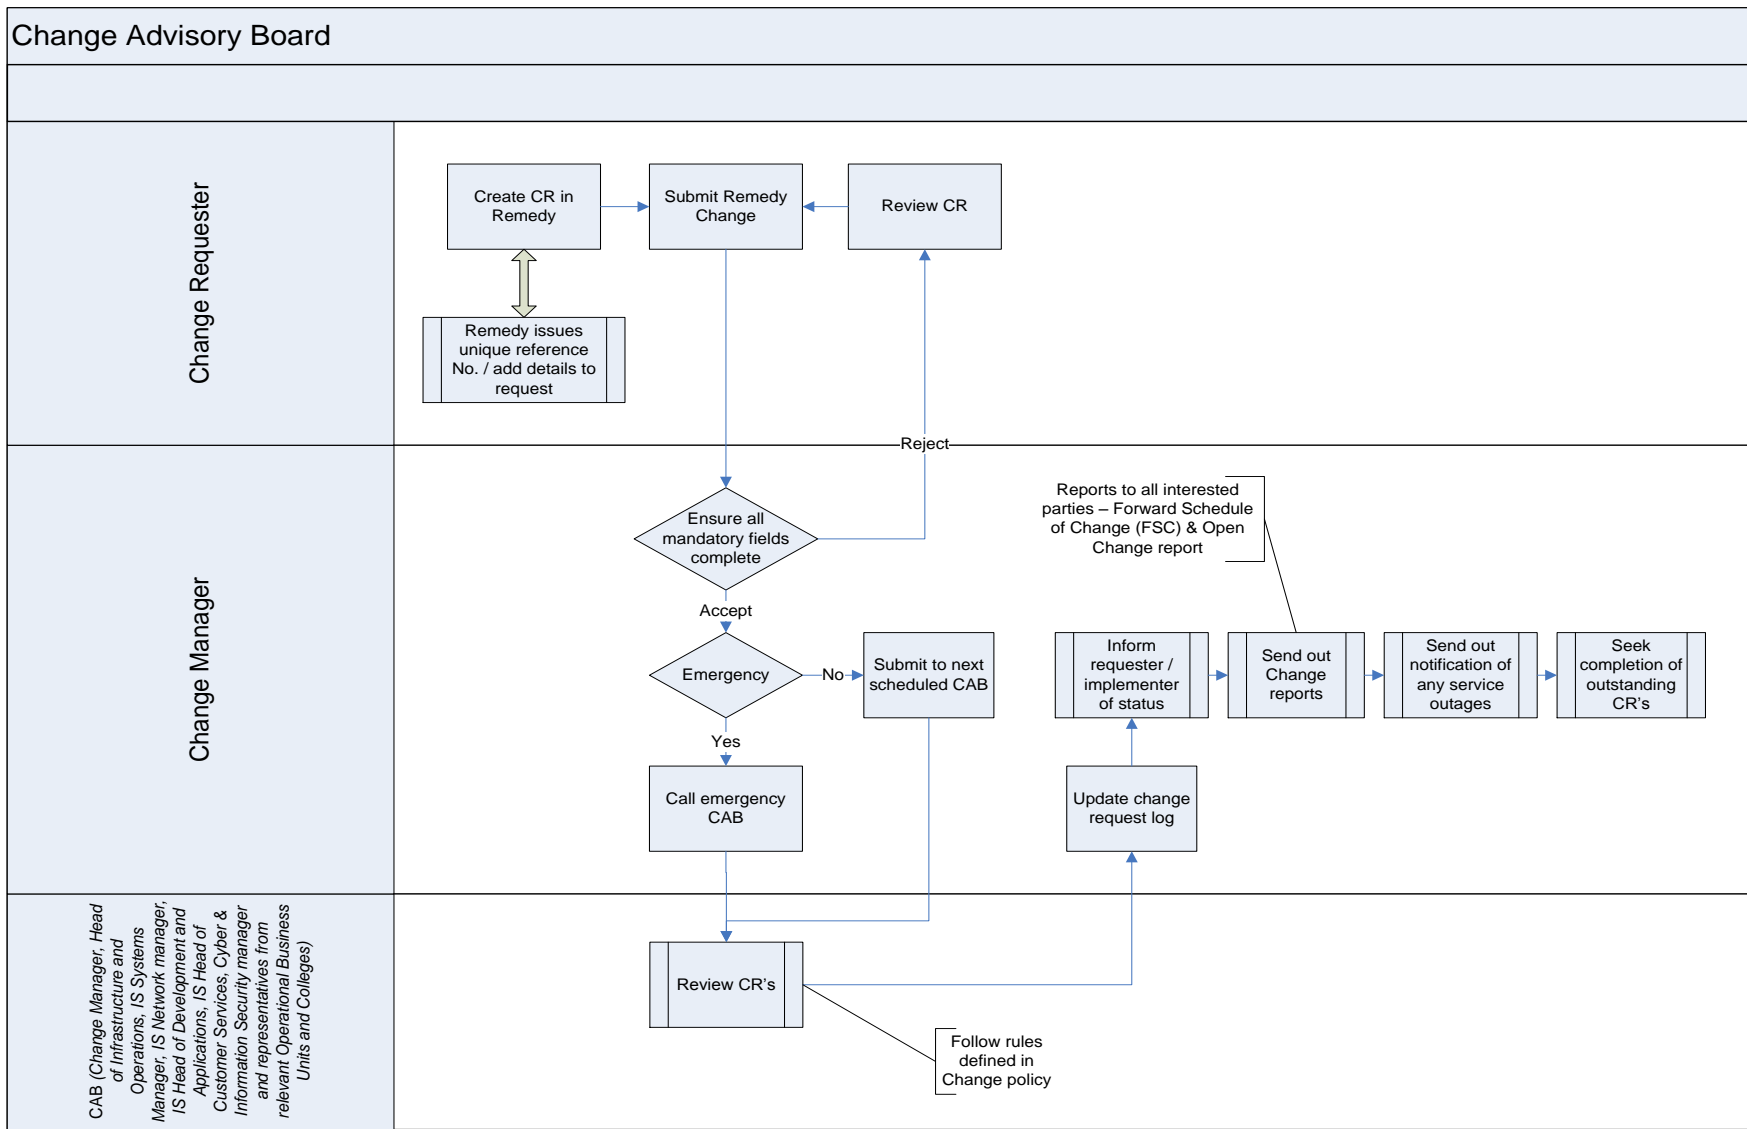 Change Advisory Board
Change Requester
Create CR in
Remedy
Submit Remedy
Change
Review CR
Remedy issues
unique reference
No. / add details to
request
Reject
Change Manager
Ensure all
mandatory fields
complete
Reports to all interested
parties – Forward Schedule
of Change (FSC) & Open
Change report
Accept
Emergency
No
Submit to next
scheduled CAB
Inform
requester /
implementer
of status
Send out
Change
reports
Send out
notification of
any service
outages
Seek
completion of
outstanding
CR's
Yes
Call emergency
CAB
Update change
request log
CAB (Change Manager, Head
of Infrastructure and
Operations, IS Systems
Manager, IS Network manager,
IS Head of Development and
Applications, IS Head of
Customer Services, Cyber &
Information Security manager
and representatives from
relevant Operational Business
Units and Colleges)
Review CR's
Follow rules
defined in
Change policy